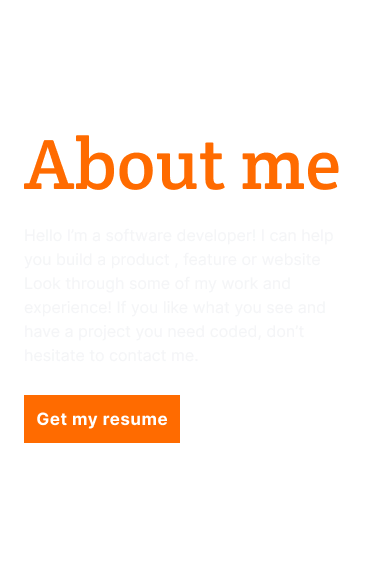 About me
Hello I'm a software developer! I can help
you build a product , feature or website
Look through some of my work and
experience! If you like what you see and
have a project you need coded, don't
hesitate to contact me.
Get my resume